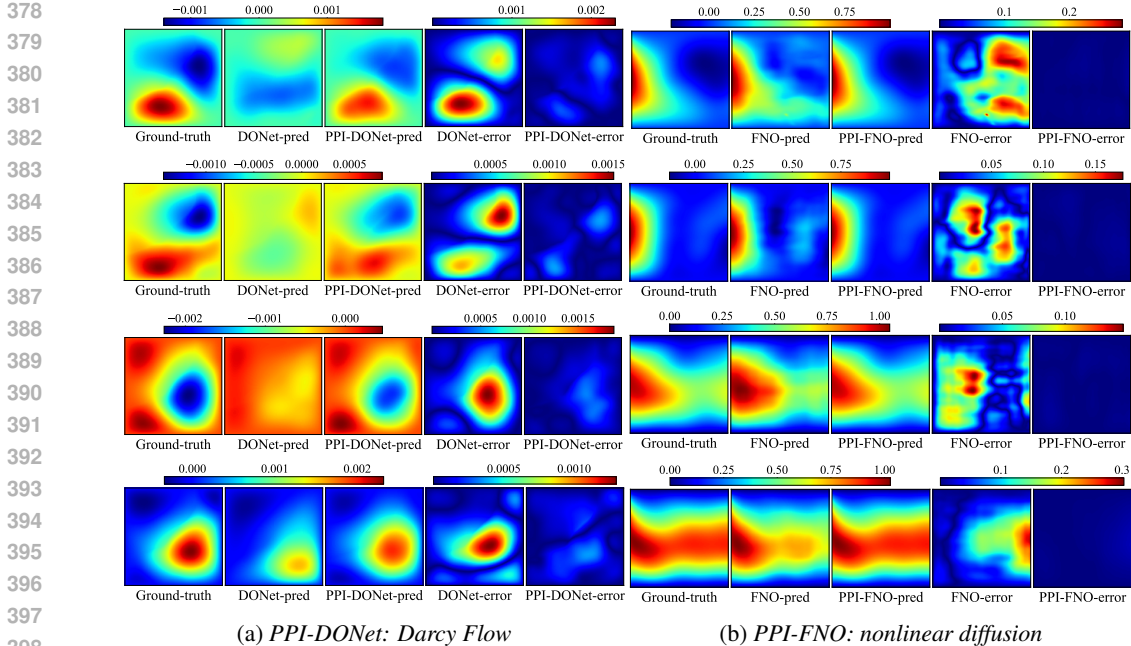 378
−0.001 0.000 0.001 0.001 0.002 0.00 0.25 0.50 0.75 0.1 0.2
379
380
381
Ground-truth DONet-pred PPI-DONet-pred DONet-error PPI-DONet-error Ground-truth FNO-pred PPI-FNO-pred FNO-error PPI-FNO-error
382
383
−0.0010 −0.0005 0.0000 0.0005 0.0005 0.0010 0.0015 0.00 0.25 0.50 0.75 0.05 0.10 0.15
384
385
386
Ground-truth DONet-pred PPI-DONet-pred DONet-error PPI-DONet-error Ground-truth FNO-pred PPI-FNO-pred FNO-error PPI-FNO-error
387
388
−0.002 −0.001 0.000 0.0005 0.0010 0.0015 0.00 0.25 0.50 0.75 1.00 0.05 0.10
389
390
391
Ground-truth DONet-pred PPI-DONet-pred DONet-error PPI-DONet-error Ground-truth FNO-pred PPI-FNO-pred FNO-error PPI-FNO-error
392
393
0.000 0.001 0.002 0.0005 0.0010 0.00 0.25 0.50 0.75 1.00 0.1 0.2 0.3
394
395
396
Ground-truth DONet-pred PPI-DONet-pred DONet-error PPI-DONet-error Ground-truth FNO-pred PPI-FNO-pred FNO-error PPI-FNO-error
397
(a) PPI-DONet: Darcy Flow (b) PPI-FNO: nonlinear diffusion